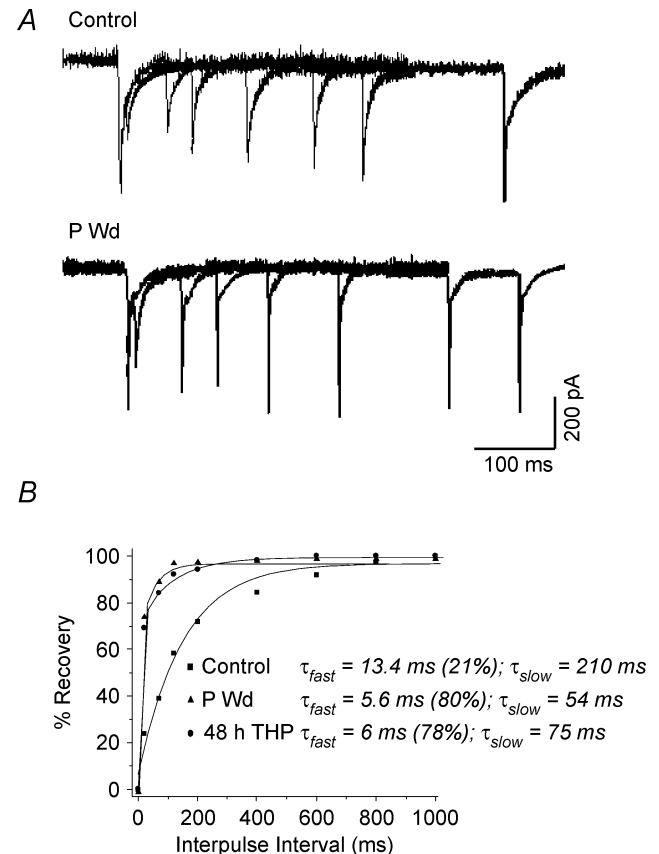 A
Control
P Wd
200 pA
100 ms
B
% Recovery
100
80
60
40
20
0
Control τfast = 13.4 ms (21%); τslow = 210 ms
P Wd τfast = 5.6 ms (80%); τslow = 54 ms
48 h THP τfast = 6 ms (78%); τslow = 75 ms
0 200 400 600 800 1000
Interpulse Interval (ms)